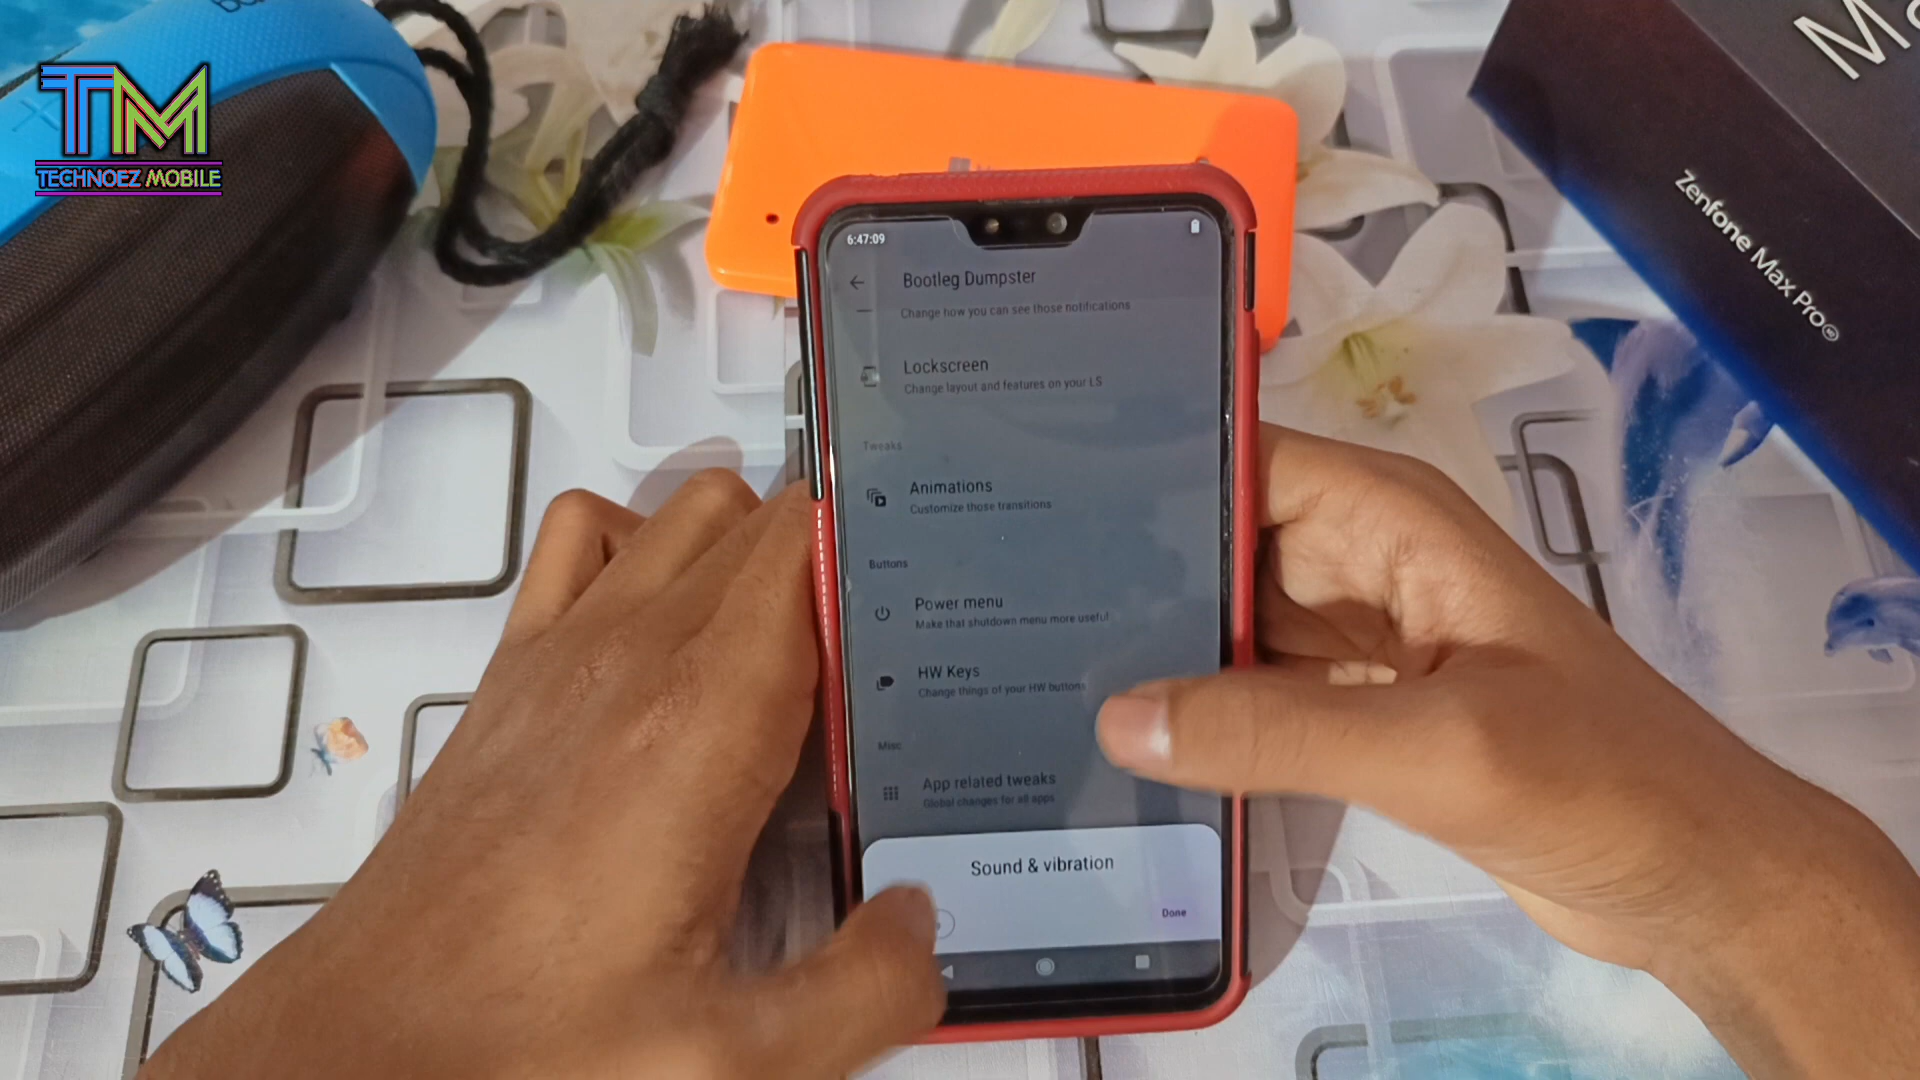 TM
TECHNOEZ MOBILE
Zenfone Max Pro
6:47:09
Bootleg Dumpster
Change how you can see those notifications
Lockscreen
Change layout and features on your LS
Tweaks
Animations
Customize those transitions
Buttons
Power menu
Make that shutdown menu more useful
HW Keys
Change things of your HW buttons
Misc
App related tweaks
Global changes for all apps
Sound & vibration
Done